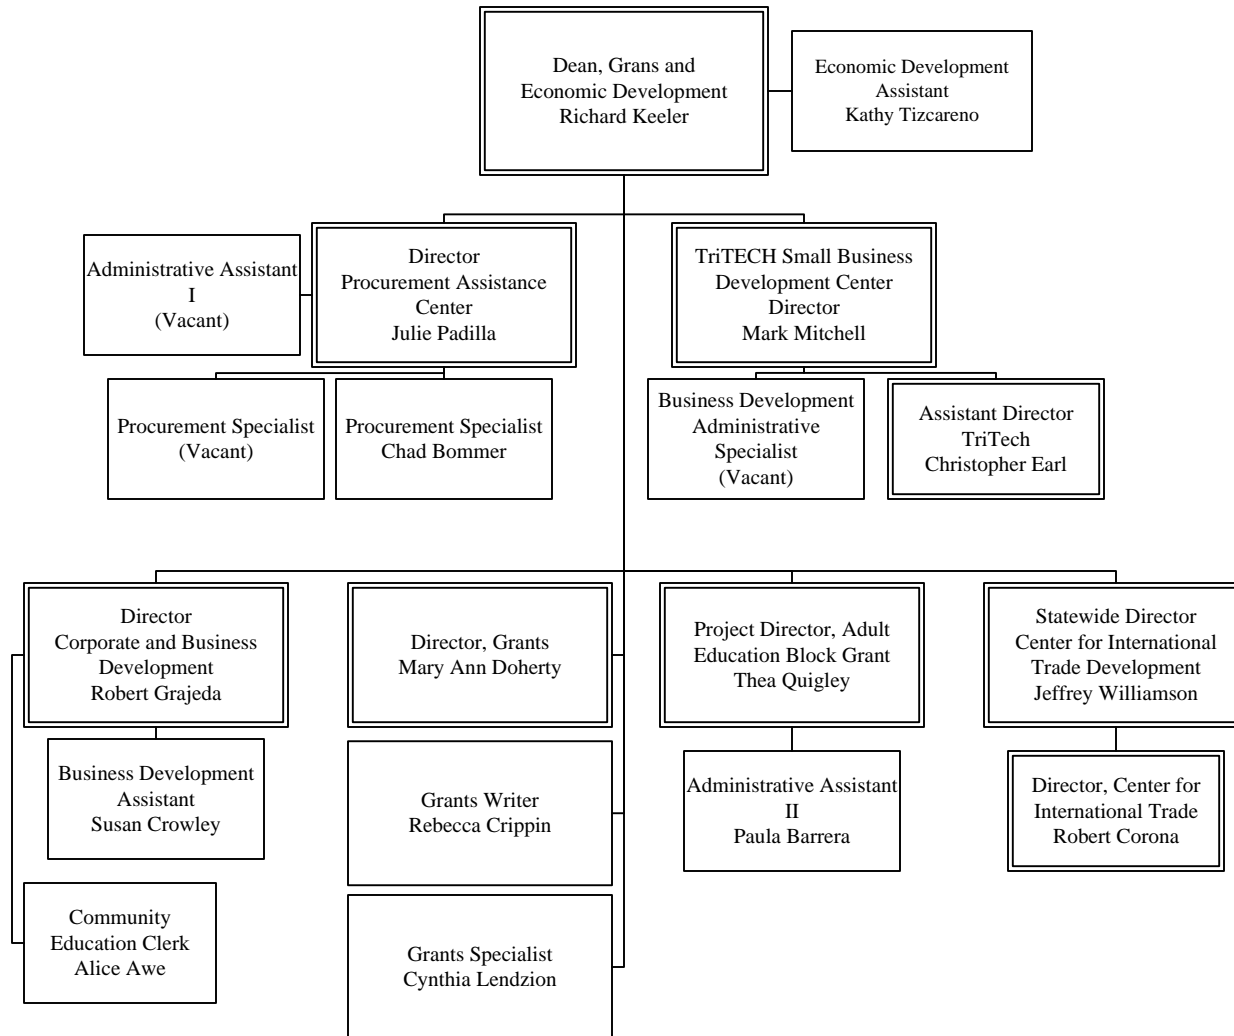 Dean, Grans and
Economic Development
Richard Keeler
Economic Development
Assistant
Kathy Tizcareno
Administrative Assistant
I
(Vacant)
Director
Procurement Assistance
Center
Julie Padilla
TriTECH Small Business
Development Center
Director
Mark Mitchell
Procurement Specialist
(Vacant)
Procurement Specialist
Chad Bommer
Business Development
Administrative
Specialist
(Vacant)
Assistant Director
TriTech
Christopher Earl
Director
Corporate and Business
Development
Robert Grajeda
Director, Grants
Mary Ann Doherty
Project Director, Adult
Education Block Grant
Thea Quigley
Statewide Director
Center for International
Trade Development
Jeffrey Williamson
Business Development
Assistant
Susan Crowley
Grants Writer
Rebecca Crippin
Administrative Assistant
II
Paula Barrera
Director, Center for
International Trade
Robert Corona
Community
Education Clerk
Alice Awe
Grants Specialist
Cynthia Lendzion